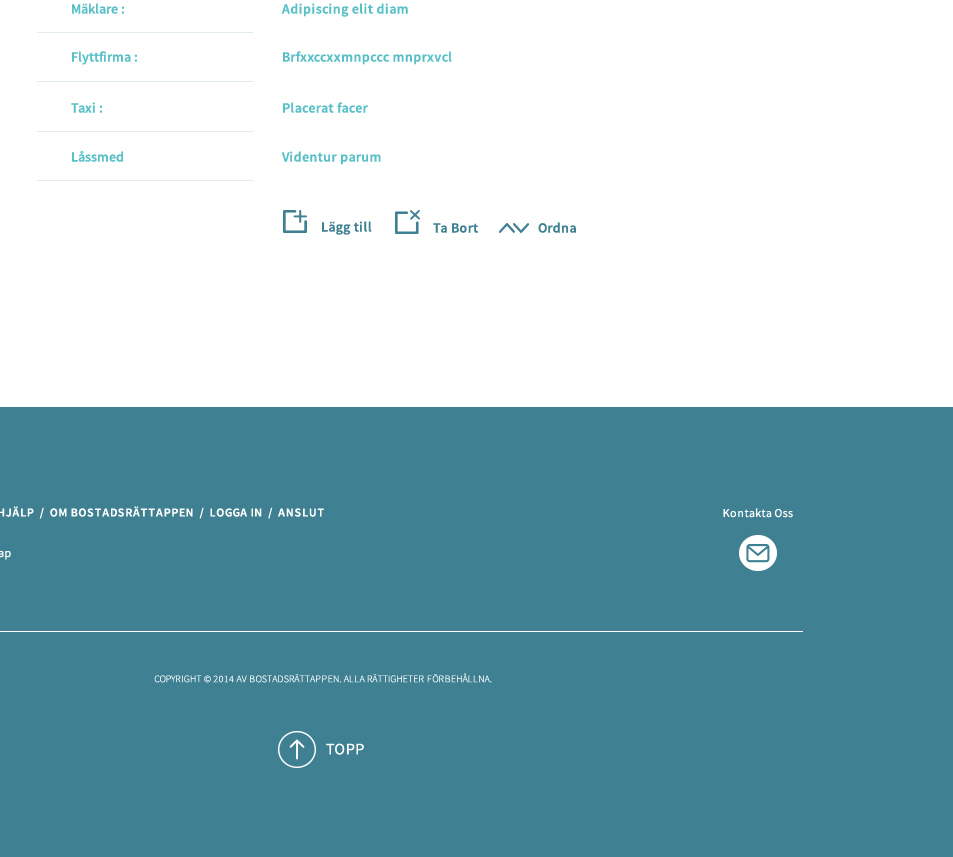 Mäklare :
Adipiscing elit diam
Flyttfirma :
Brfxxccxxmnpccc mnprxvcl
Taxi :
Placerat facer
Låssmed
Videntur parum
Lägg till
Ta Bort
Ordna
HJÄLP / OM BOSTADSRÄTTAPPEN / LOGGA IN / ANSLUT
Kontakta Oss
ap
COPYRIGHT © 2014 AV BOSTADSRÄTTAPPEN. ALLA RÄTTIGHETER FÖRBEHÅLLNA.
TOPP